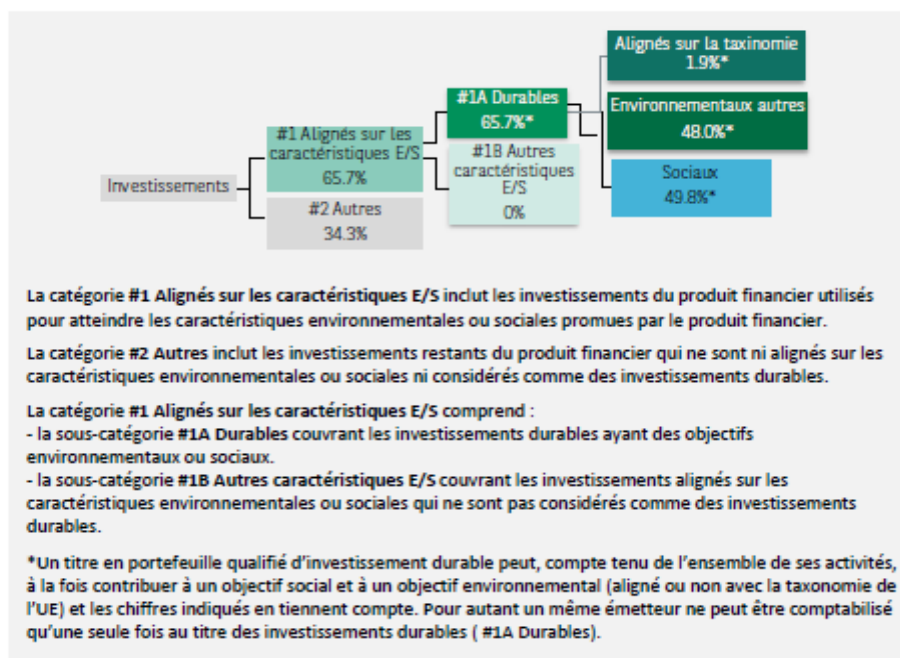 Investissements
#1 Alignés sur les
caractéristiques E/S
65.7%
#2 Autres
34.3%
#1A Durables
65.7%*
#1B Autres
caractéristiques
E/S
0%
Alignés sur la taxinomie
1.9%*
Environnementaux autres
48.0%*
Sociaux
49.8%*
La catégorie #1 Alignés sur les caractéristiques E/S inclut les investissements du produit financier utilisés
pour atteindre les caractéristiques environnementales ou sociales promues par le produit financier.
La catégorie #2 Autres inclut les investissements restants du produit financier qui ne sont ni alignés sur les
caractéristiques environnementales ou sociales ni considérés comme des investissements durables.
La catégorie #1 Alignés sur les caractéristiques E/S comprend :
- la sous-catégorie #1A Durables couvrant les investissements durables ayant des objectifs
environnementaux ou sociaux.
- la sous-catégorie #1B Autres caractéristiques E/S couvrant les investissements alignés sur les
caractéristiques environnementales ou sociales qui ne sont pas considérés comme des investissements
durables.
*Un titre en portefeuille qualifié d’investissement durable peut, compte tenu de l’ensemble de ses activités,
à la fois contribuer à un objectif social et à un objectif environnemental (aligné ou non avec la taxonomie de
l’UE) et les chiffres indiqués en tiennent compte. Pour autant un même émetteur ne peut être comptabilisé
qu’une seule fois au titre des investissements durables ( #1A Durables).